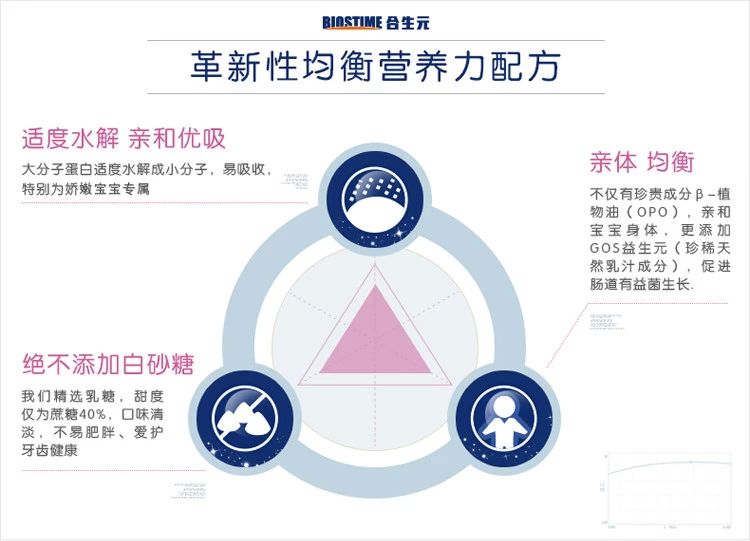 BIOSTIME 合生元
革新性均衡营养力配方
适度水解 亲和优吸
大分子蛋白适度水解成小分子，易吸收，
特别为娇嫩宝宝专属
亲体 均衡
不仅有珍贵成分β-植
物油（OPO），亲和
宝宝身体，更添加
GOS益生元（珍稀天
然乳汁成分），促进
肠道有益菌生长.
绝不添加白砂糖
我们精选乳糖，甜度
仅为蔗糖40%，口味清
淡，不易肥胖、爱护
牙齿健康